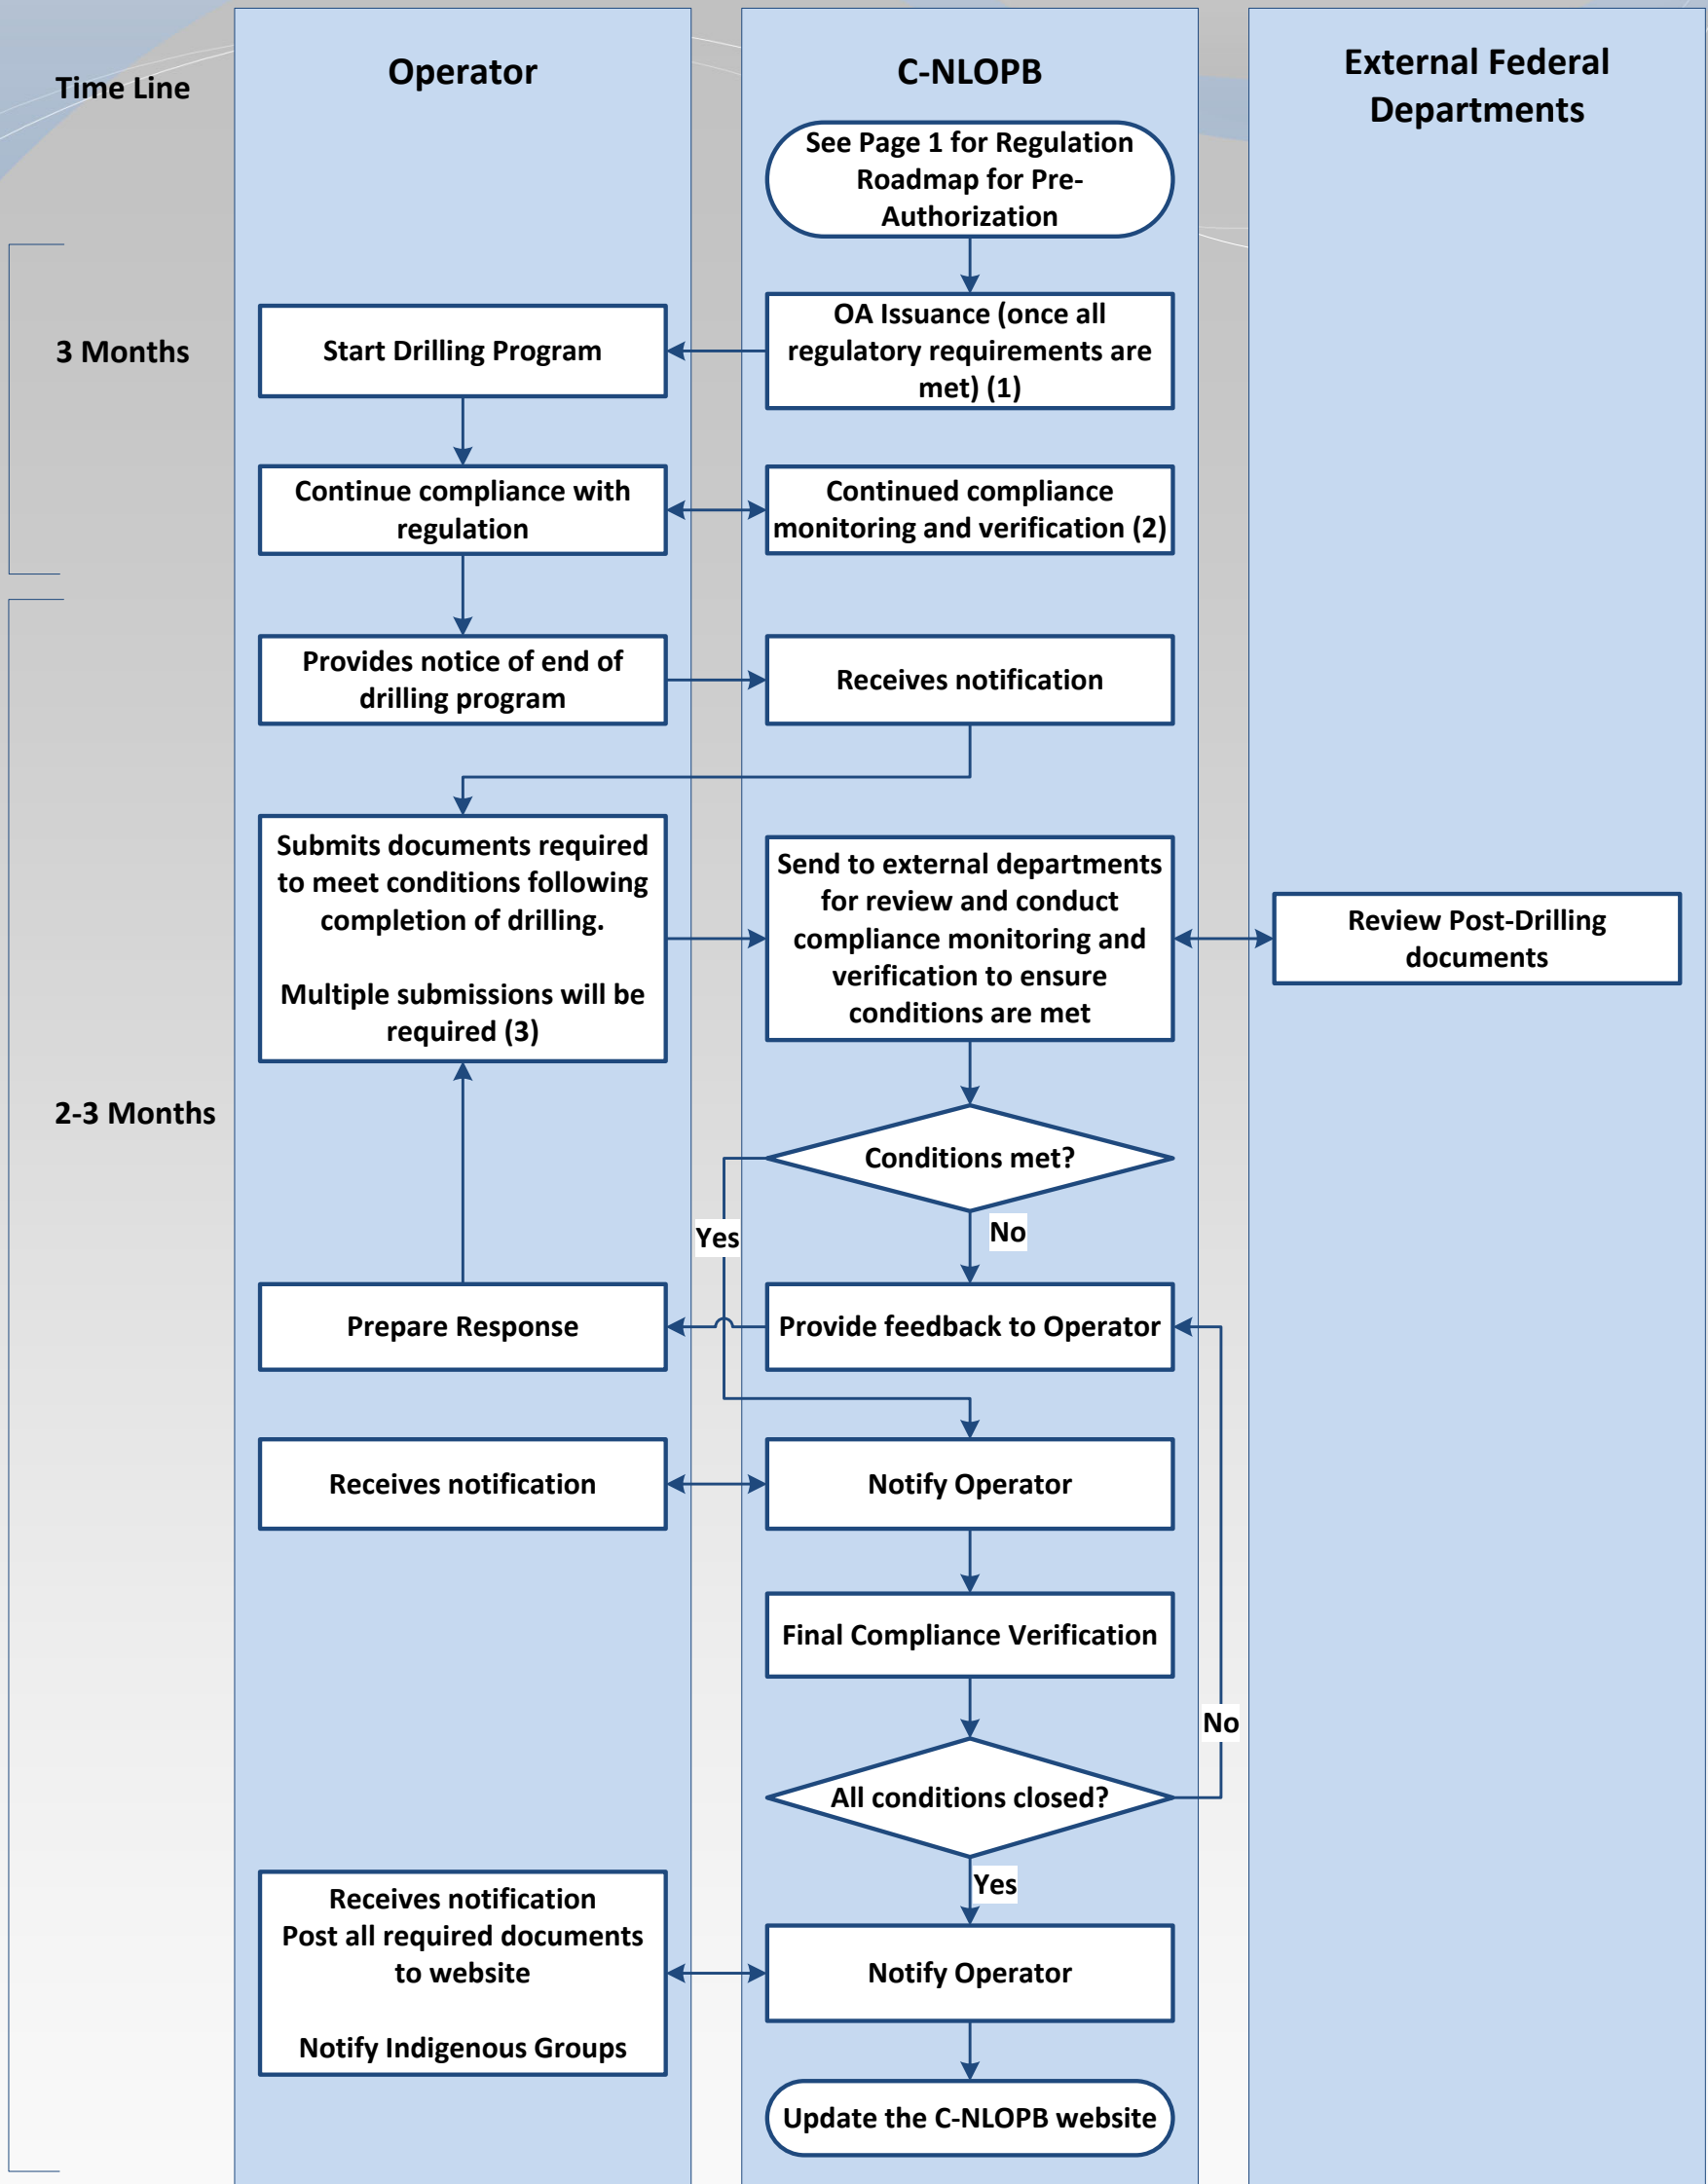 Time Line
Operator
C-NLOPB
External Federal
Departments
See Page 1 for Regulation
Roadmap for Pre-
Authorization
3 Months
Start Drilling Program
OA Issuance (once all
regulatory requirements are
met) (1)
Continue compliance with
regulation
Continued compliance
monitoring and verification (2)
Provides notice of end of
drilling program
Receives notification
2-3 Months
Submits documents required
to meet conditions following
completion of drilling.
Multiple submissions will be
required (3)
Send to external departments
for review and conduct
compliance monitoring and
verification to ensure
conditions are met
Review Post-Drilling
documents
Conditions met?
Yes
No
Prepare Response
Provide feedback to Operator
Receives notification
Notify Operator
Final Compliance Verification
No
All conditions closed?
Yes
Receives notification
Post all required documents
to website
Notify Indigenous Groups
Notify Operator
Update the C-NLOPB website